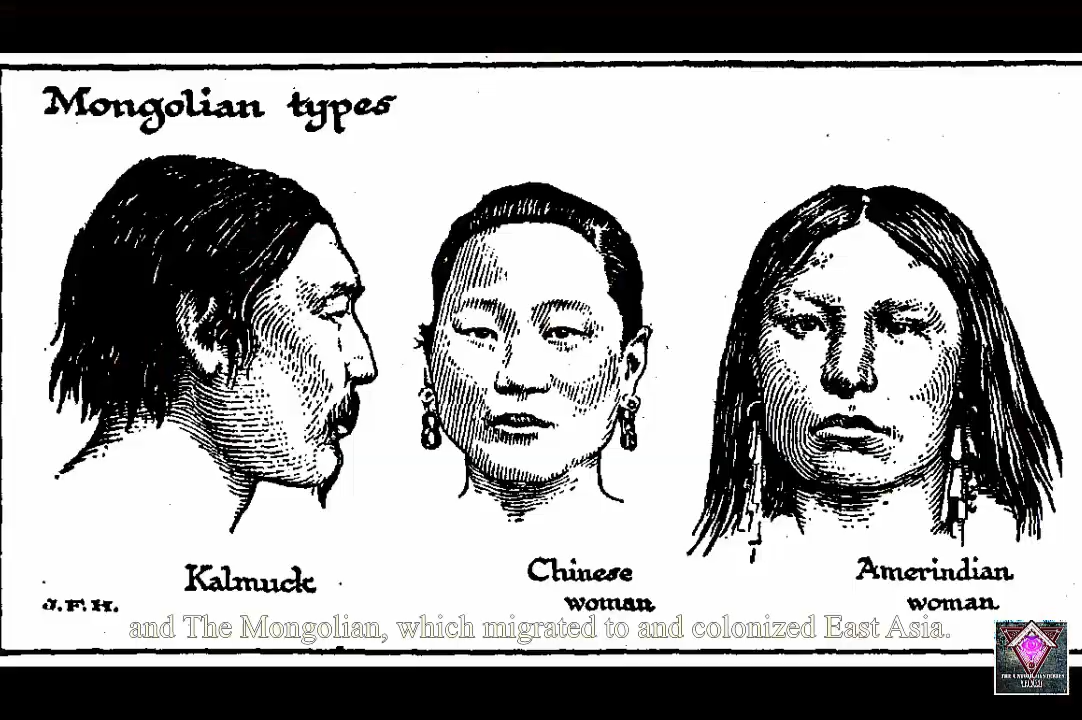 Mongolian types
Kalmuck
Chinese
woman
Amerindian
woman
J.F.H.
and The Mongolian, which migrated to and colonized East Asia.